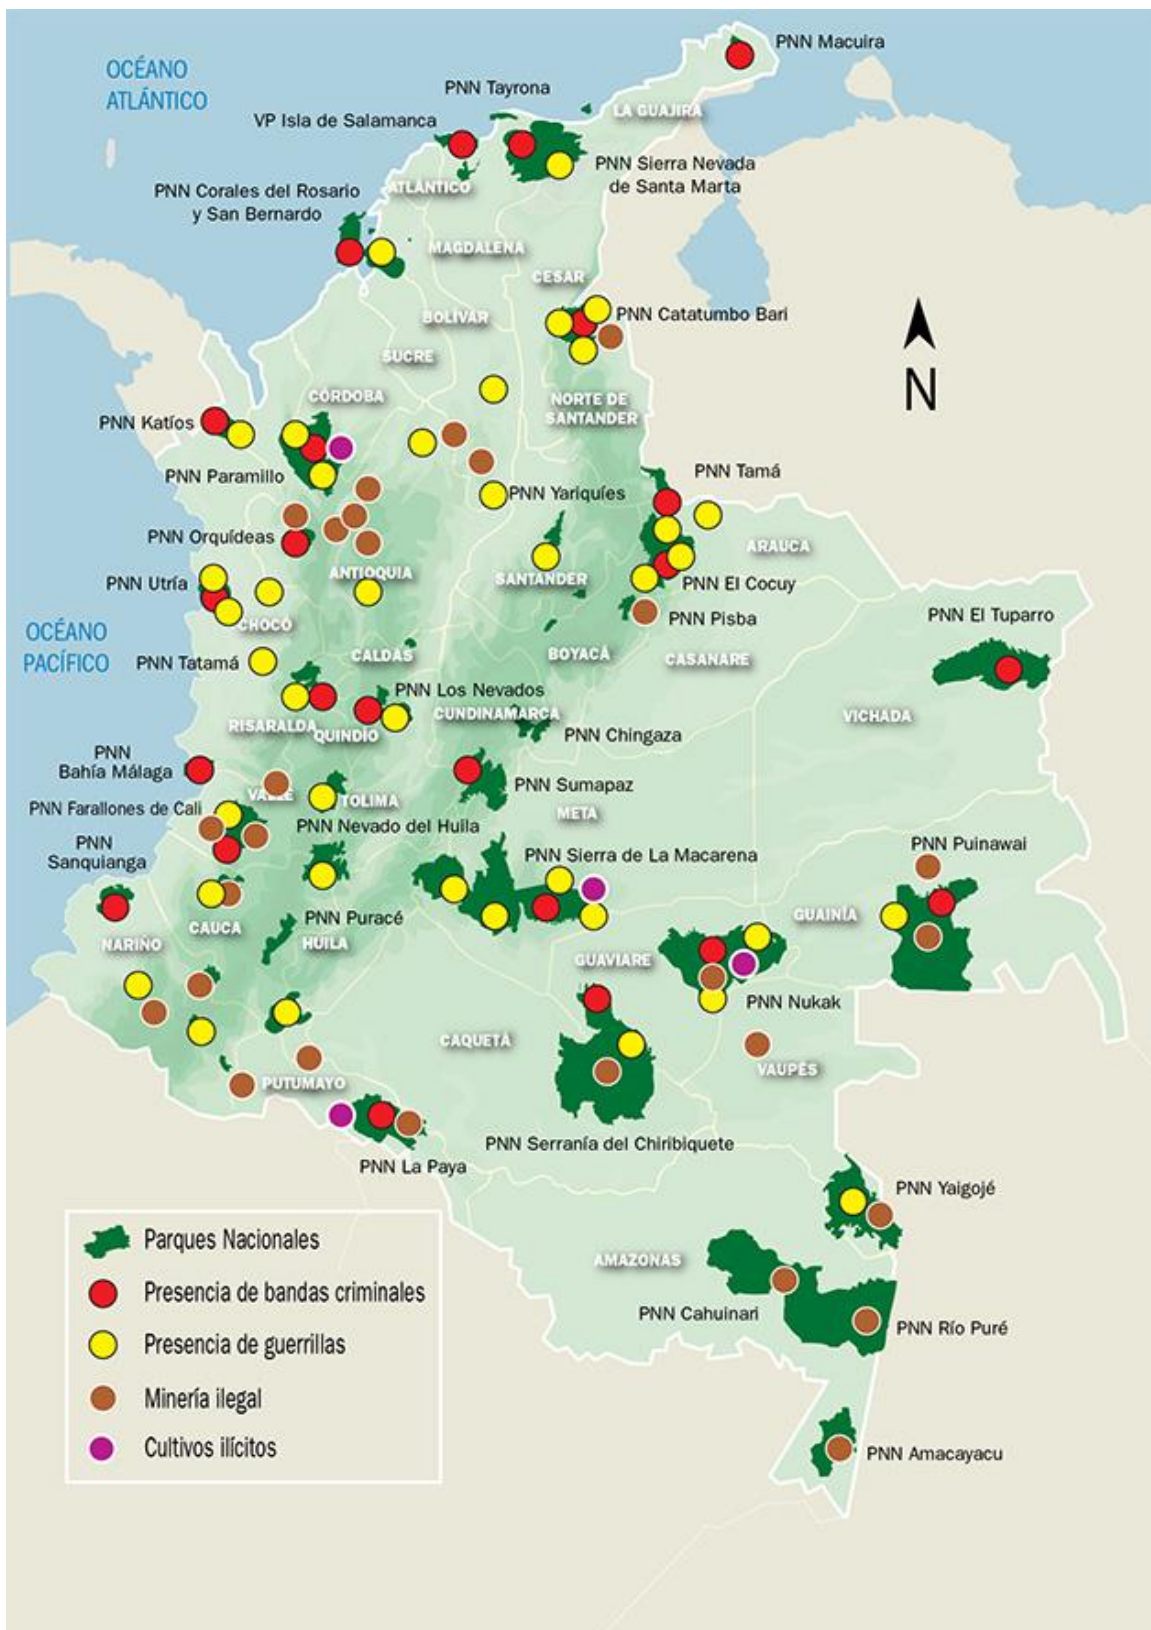 PNN Macuira
OCÉANO
ATLÁNTICO
PNN Tayrona
LA GUAJIRA
VP Isla de Salamanca
PNN Sierra Nevada
de Santa Marta
ATLÁNTICO
PNN Corales del Rosario
y San Bernardo
MAGDALENA
CESAR
PNN Catatumbo Bari
BOLÍVAR
SUCRE
N
CÓRDOBA
NORTE DE
SANTANDER
PNN Katíos
PNN Tamá
PNN Paramillo
PNN Yariquíes
PNN Orquídeas
ARAUCA
ANTIOQUIA
SANTANDER
PNN Utría
PNN El Cocuy
PNN El Tuparro
PNN Pisba
CHOCÓ
OCÉANO
PACÍFICO
PNN Tatamá
CALDAS
BOYACÁ
CASANARE
PNN Los Nevados
CUNDINAMARCA
VICHADA
RISARALDA
QUINDÍO
PNN Chingaza
PNN
Bahía Málaga
PNN Sumapaz
VALLE
TOLIMA
PNN Farallones de Cali
META
PNN Nevado del Huila
PNN
Sanquianga
PNN Puinawai
PNN Sierra de La Macarena
PNN Puracé
GUAINÍA
CAUCA
NARIÑO
HUILA
GUAVIARE
PNN Nukak
CAQUETÁ
VAUPÉS
PUTUMAYO
PNN Serranía del Chiribiquete
PNN La Paya
PNN Yaigojé
Parques Nacionales
AMAZONAS
Presencia de bandas criminales
PNN Cahuinari
PNN Río Puré
Presencia de guerrillas
Minería ilegal
Cultivos ilícitos
PNN Amacayacu